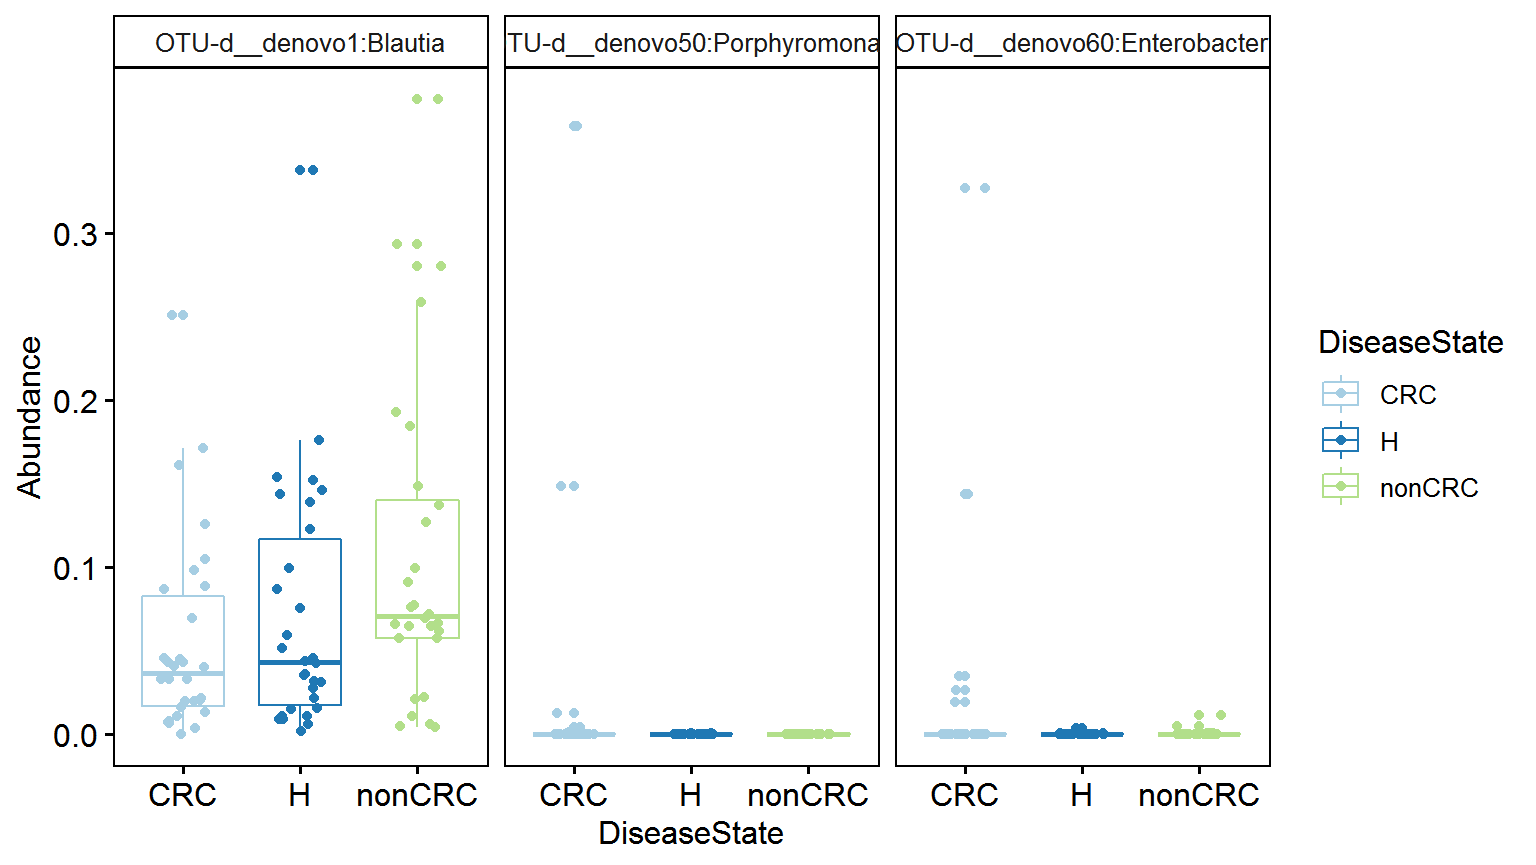 OTU-d__denovo1:Blautia
TU-d__denovo50:Porphyromona
OTU-d__denovo60:Enterobacter
Abundance
0.3
0.2
0.1
0.0
CRC H nonCRC
CRC H nonCRC
CRC H nonCRC
DiseaseState
DiseaseState
CRC
H
nonCRC